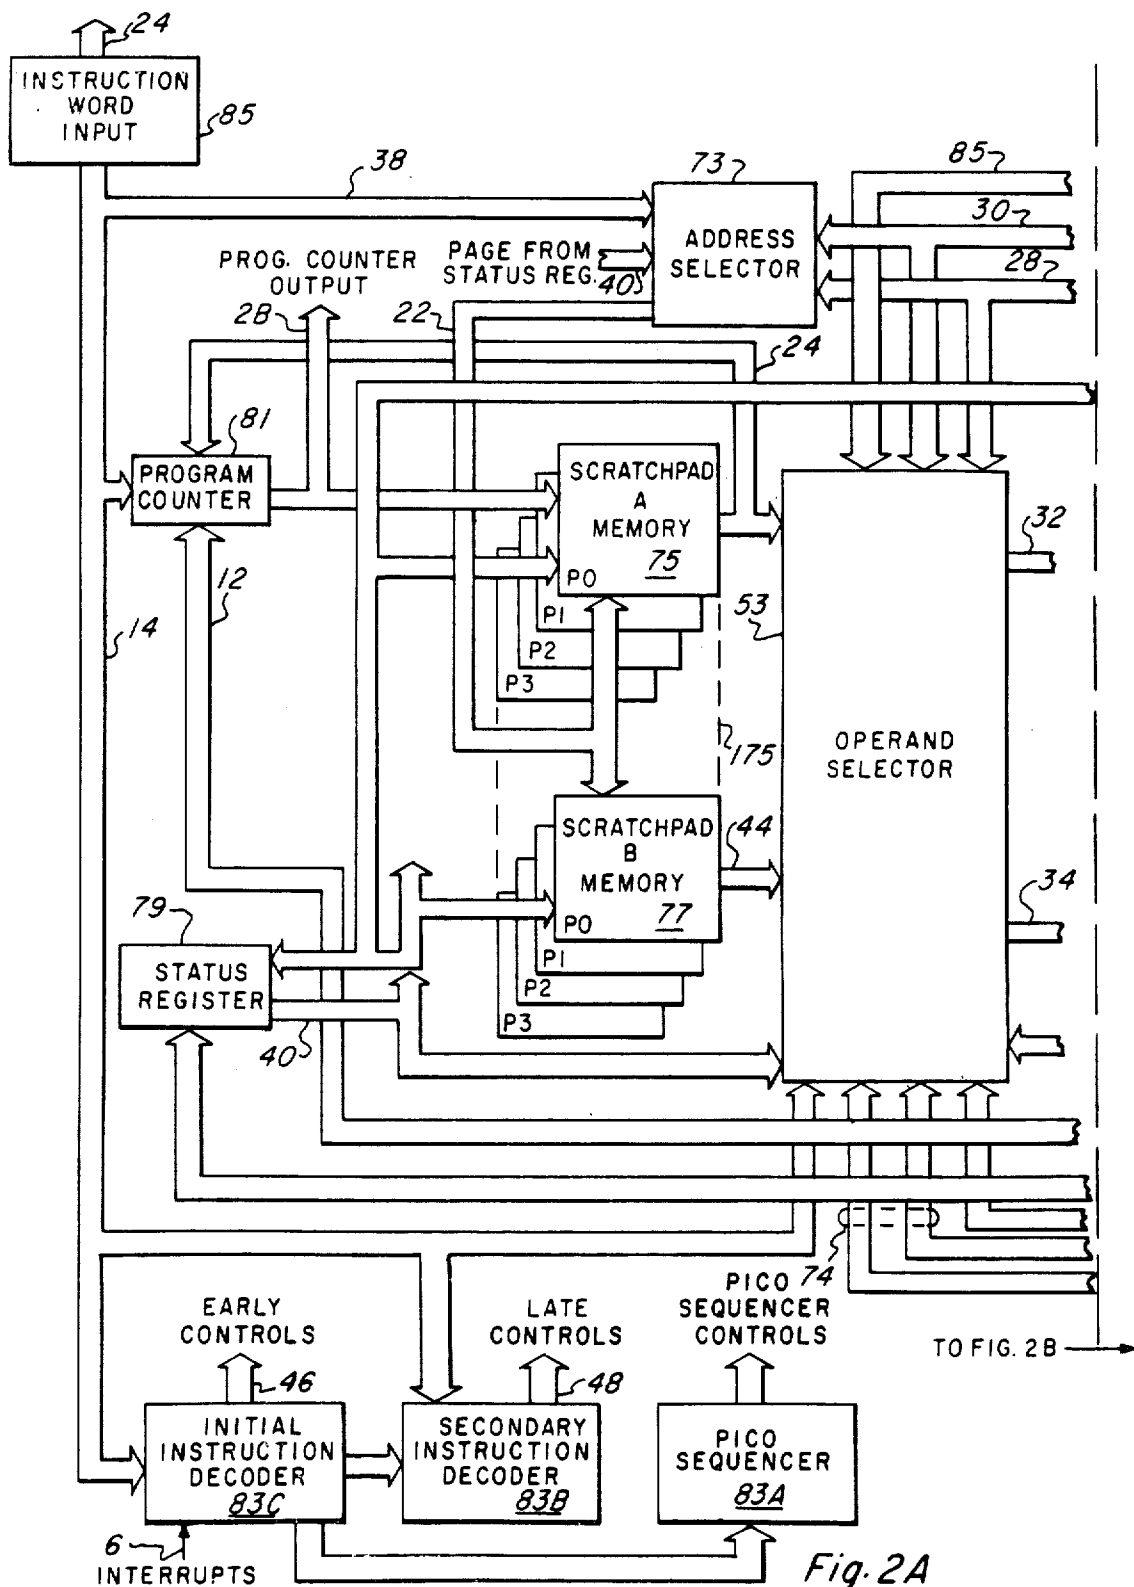 24
INSTRUCTION
WORD
INPUT
85
38
73
85
30
28
ADDRESS
SELECTOR
PAGE FROM
STATUS REG.
40
PROG. COUNTER
OUTPUT
28
22
24
81
PROGRAM
COUNTER
SCRATCHPAD
A
MEMORY
75
P0
P1
P2
P3
32
53
12
14
175
OPERAND
SELECTOR
SCRATCHPAD
B
MEMORY
77
P0
P1
P2
P3
44
34
79
STATUS
REGISTER
40
74
EARLY
CONTROLS
46
LATE
CONTROLS
48
PICO
SEQUENCER
CONTROLS
TO FIG. 2B
INITIAL
INSTRUCTION
DECODER
83C
SECONDARY
INSTRUCTION
DECODER
83B
PICO
SEQUENCER
83A
6
INTERRUPTS
Fig. 2A